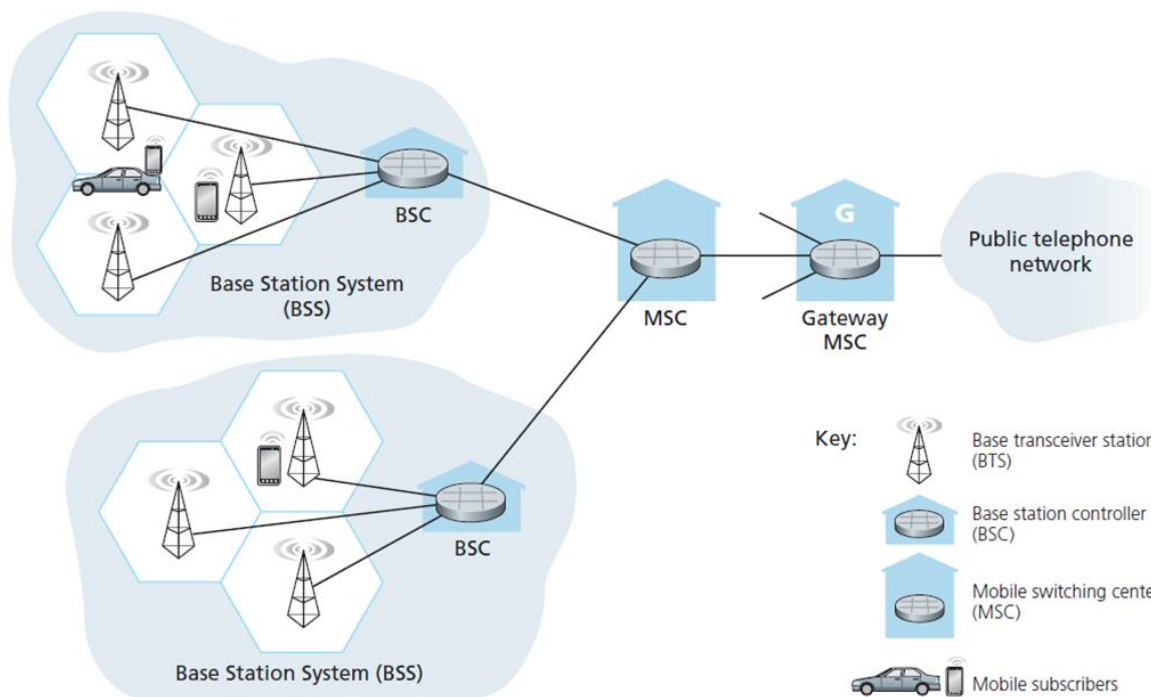 BSC
Base Station System
(BSS)
MSC
G
Gateway
MSC
Public telephone
network
BSC
Base Station System (BSS)
Key:
Base transceiver station
(BTS)
Base station controller
(BSC)
Mobile switching cente
(MSC)
Mobile subscribers